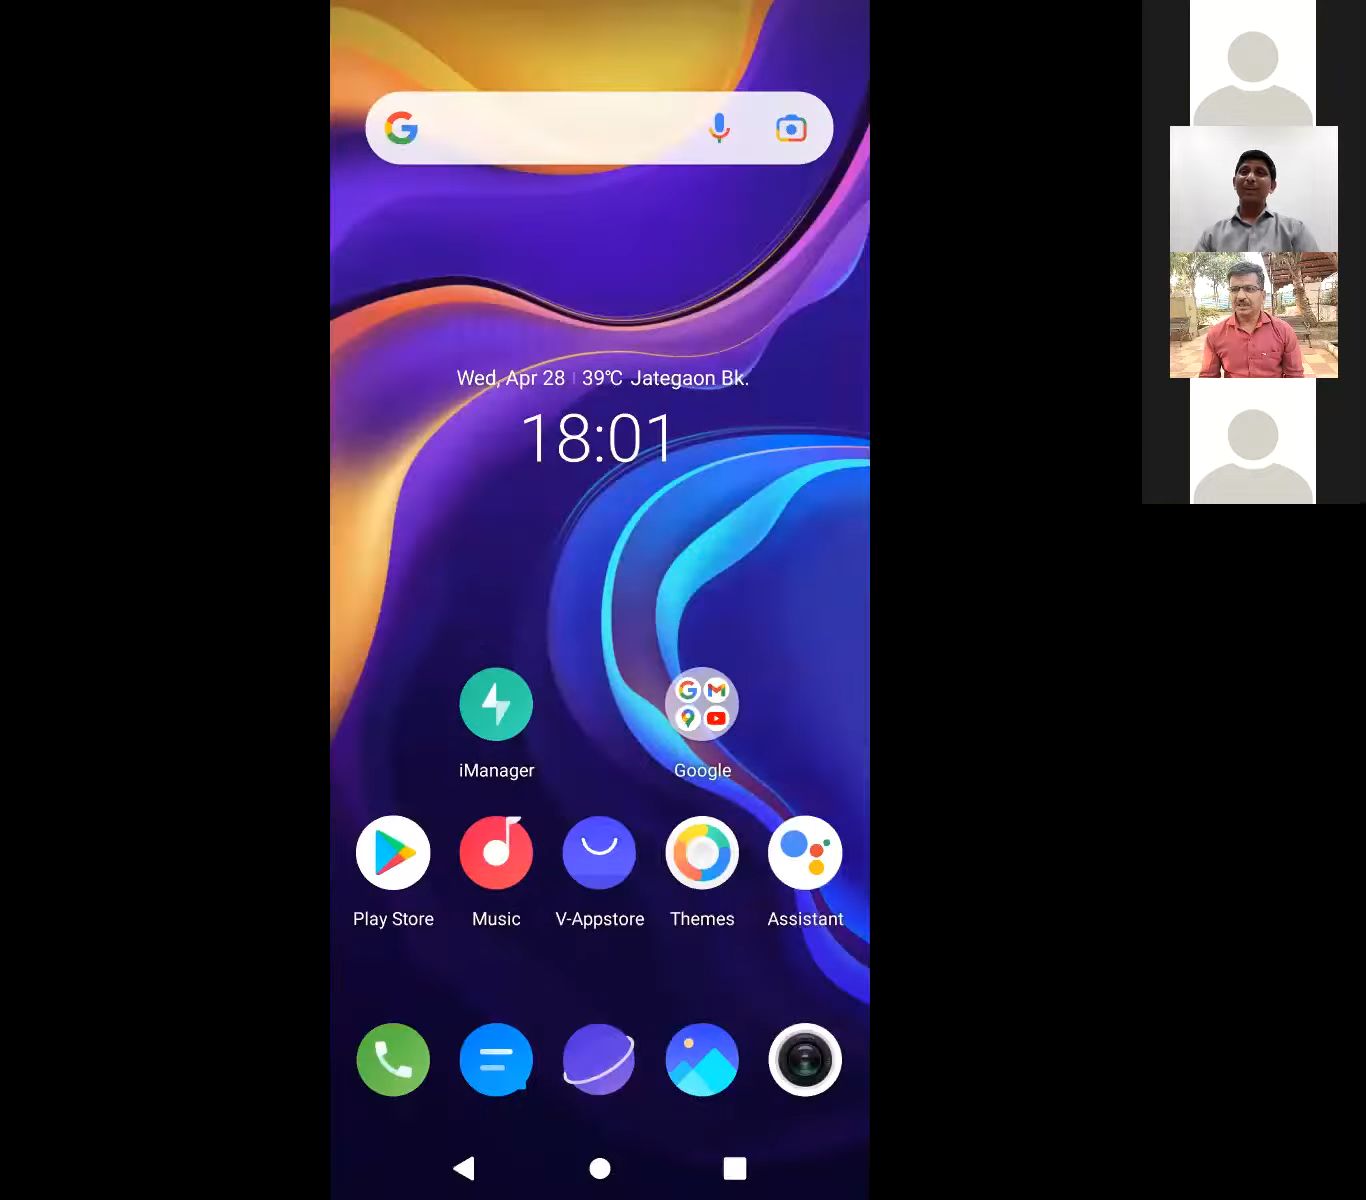 Wed, Apr 28 39℃ Jategaon Bk.
18:01
iManager
Google
Play Store
Music
V-Appstore
Themes
Assistant